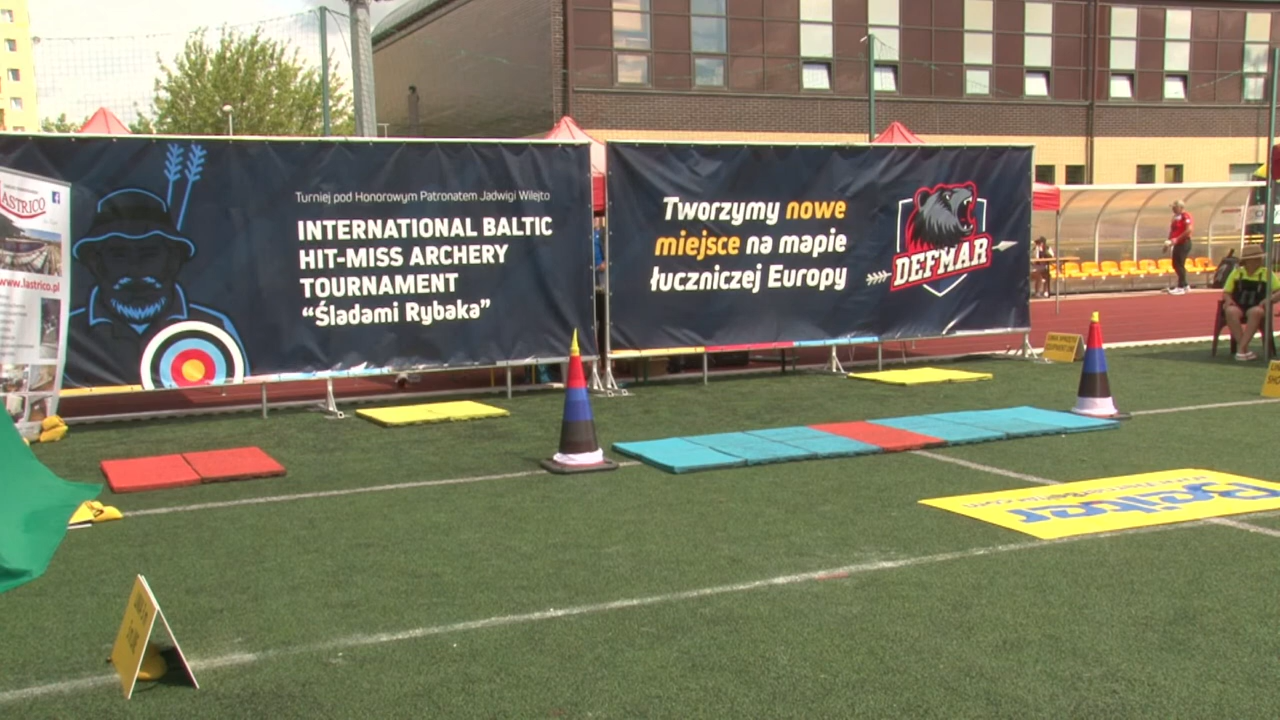 Turniej pod Honorowym Patronatem Jadwigi Wilejto
INTERNATIONAL BALTIC
HIT-MISS ARCHERY
TOURNAMENT
“Śladami Rybaka”
Tworzymy nowe
miejsce na mapie
łuczniczej Europy
DEFMAR
LASTRICO
www.lastrico.pl
Beiter